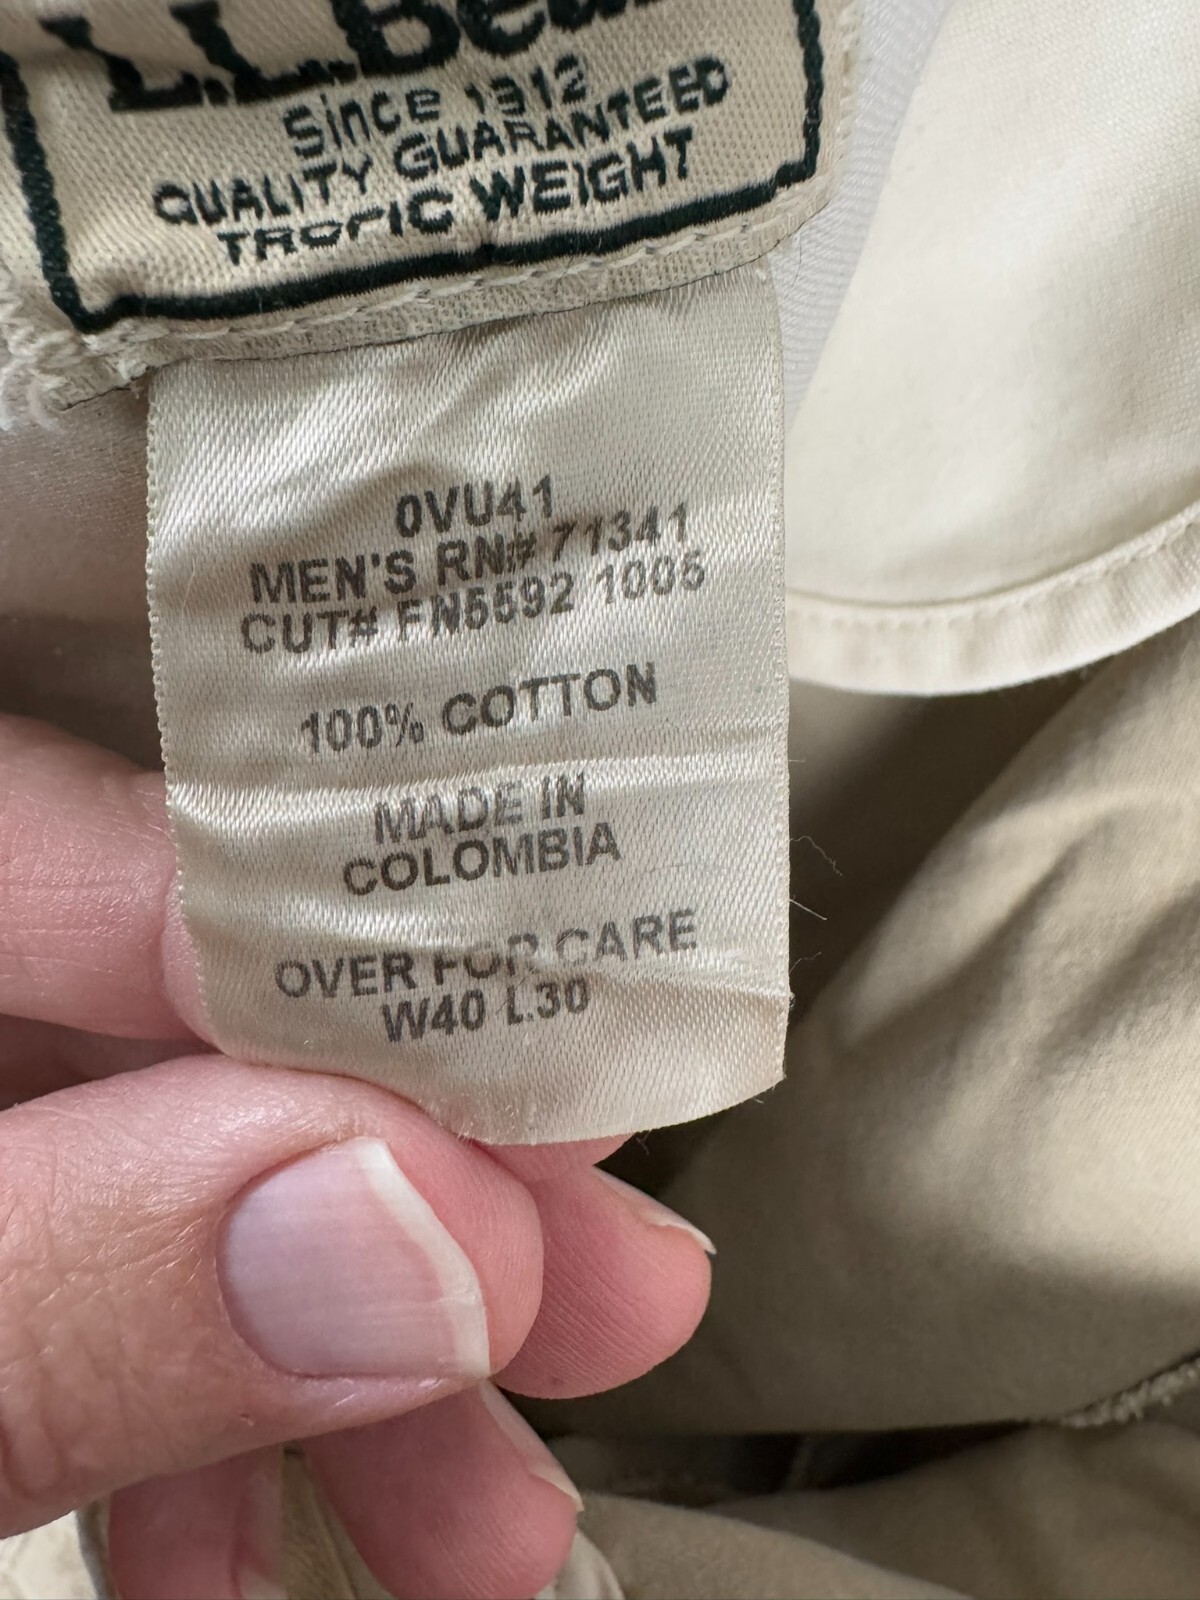 L.L.Bean
Since 1912
QUALITY GUARANTEED
TROPIC WEIGHT
0VU41
MEN'S RN# 71341
CUT# FN5592 1005
100% COTTON
MADE IN
COLOMBIA
OVER FOR CARE
W40 L30